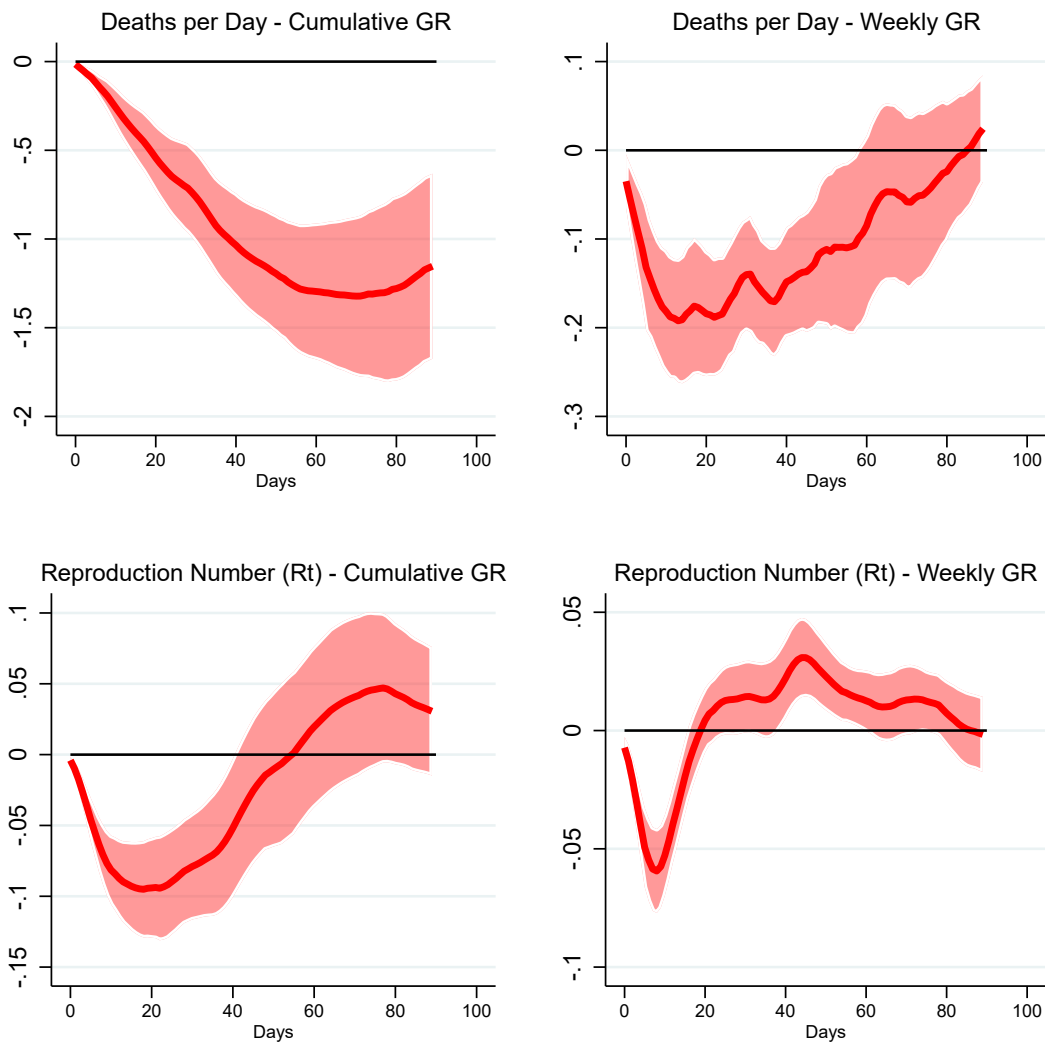 Deaths per Day - Cumulative GR
0
-.5
-1
-1.5
-2
0 20 40 60 80 100
Days
Deaths per Day - Weekly GR
.1
0
-.1
-.2
-.3
0 20 40 60 80 100
Days
Reproduction Number (Rt) - Cumulative GR
.1
.05
0
-.05
-.1
-.15
0 20 40 60 80 100
Days
Reproduction Number (Rt) - Weekly GR
.05
0
-.05
-.1
0 20 40 60 80 100
Days